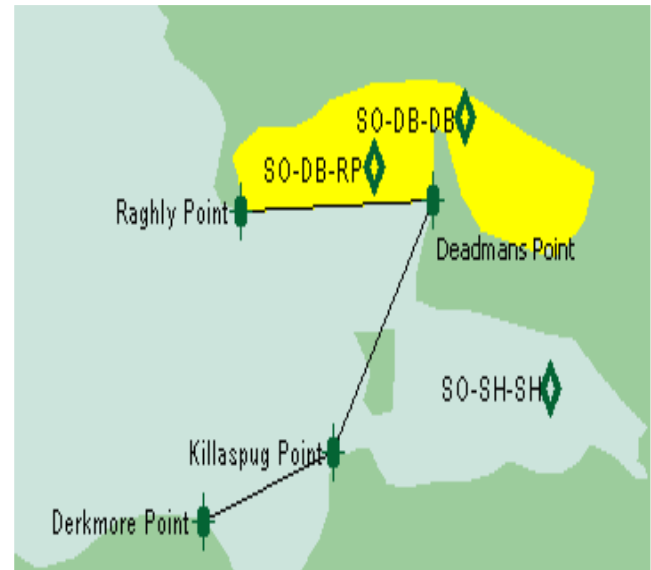 SO-DB-DB
SO-DB-RP
Raghly Point
Deadmans Point
SO-SH-SH
Killaspug Point
Derkmore Point